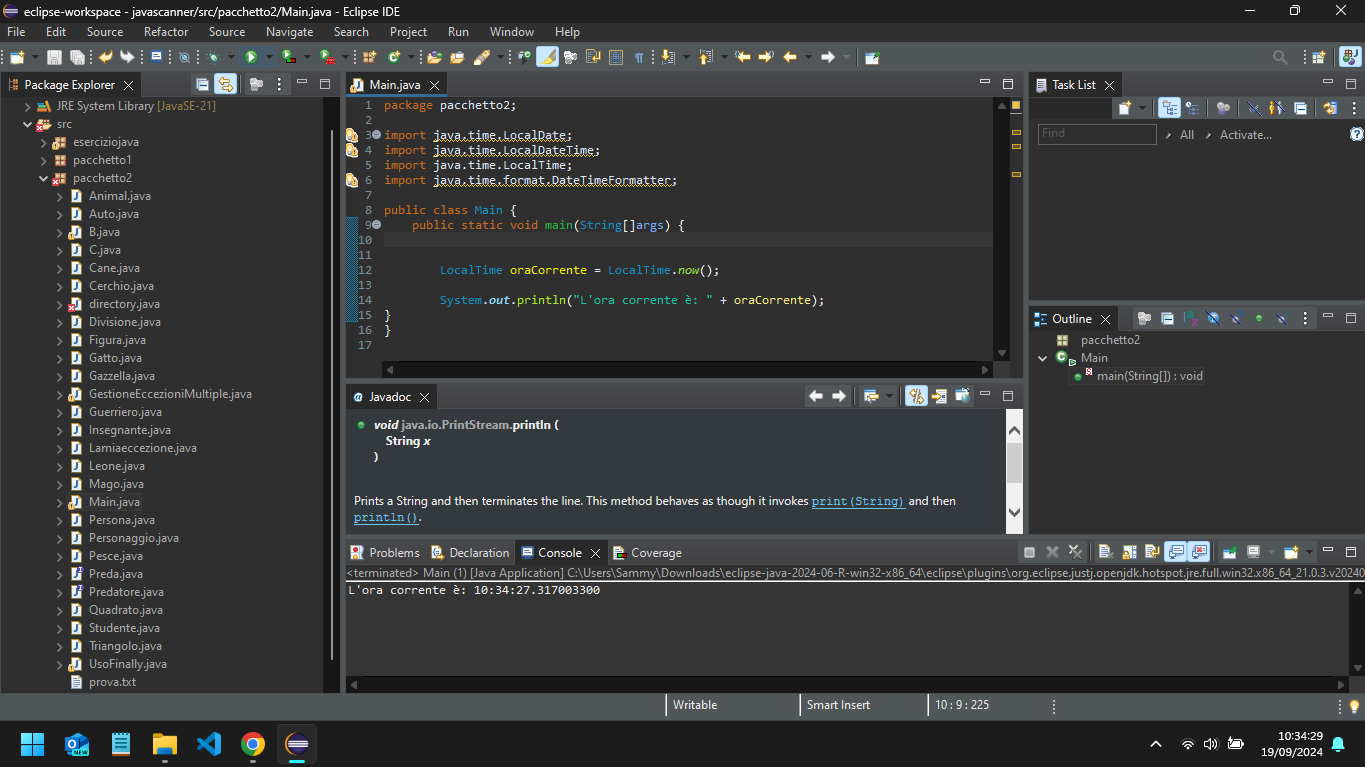 eclipse-workspace - javascanner/src/pacchetto2/Main.java - Eclipse IDE
File Edit Source Refactor Source Navigate Search Project Run Window Help
Package Explorer
JRE System Library [JavaSE-21]
src
eserciziojava
pacchetto1
pacchetto2
Animal.java
Auto.java
B.java
C.java
Cane.java
Cerchio.java
directory.java
Divisione.java
Figura.java
Gatto.java
Gazzella.java
GestioneEccezioniMultiple.java
Guerriero.java
Insegnante.java
Lamiaeccezione.java
Leone.java
Mago.java
Main.java
Persona.java
Personaggio.java
Pesce.java
Preda.java
Predatore.java
Quadrato.java
Studente.java
Triangolo.java
UsoFinally.java
prova.txt
Main.java
1 package pacchetto2;
2
3 import java.time.LocalDate;
4 import java.time.LocalDateTime;
5 import java.time.LocalTime;
6 import java.time.format.DateTimeFormatter;
7
8 public class Main {
9 public static void main(String[]args) {
10
11
12 LocalTime oraCorrente = LocalTime.now();
13
14 System.out.println("L'ora corrente è: " + oraCorrente);
15 }
16 }
17
Task List
Find All Activate...
Outline
pacchetto2
Main
main(String[]) : void
@ Javadoc
void java.io.PrintStream.println (
String x
)
Prints a String and then terminates the line. This method behaves as though it invokes print(String) and then
println().
Problems Declaration Console Coverage
<terminated> Main (1) [Java Application] C:\Users\Sammy\Downloads\eclipse-java-2024-06-R-win32-x86_64\eclipse\plugins\org.eclipse.justj.openjdk.hotspot.jre.full.win32.x86_64_21.0.3.v20240
L'ora corrente è: 10:34:27.317003300
Writable Smart Insert 10 : 9 : 225
NEW
10:34:29
19/09/2024